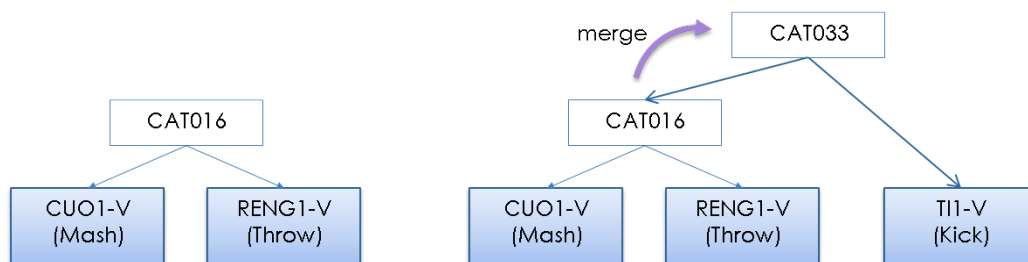 merge
CAT033
CAT016
CAT016
CUO1-V
(Mash)
RENG1-V
(Throw)
CUO1-V
(Mash)
RENG1-V
(Throw)
TI1-V
(Kick)